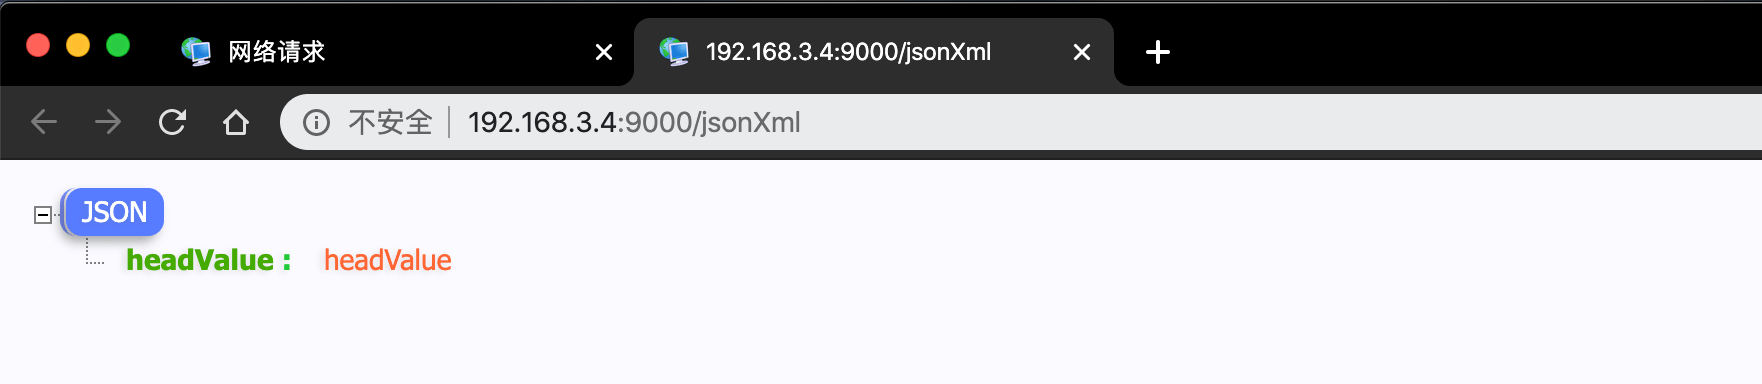 网络请求
192.168.3.4:9000/jsonXml
不安全 192.168.3.4:9000/jsonXml
JSON
headValue : headValue